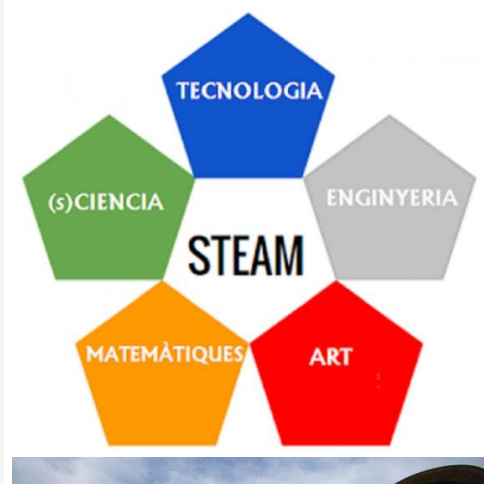 TECNOLOGIA
(s)CIENCIA
ENGINYERIA
STEAM
MATEMÀTIQUES
ART